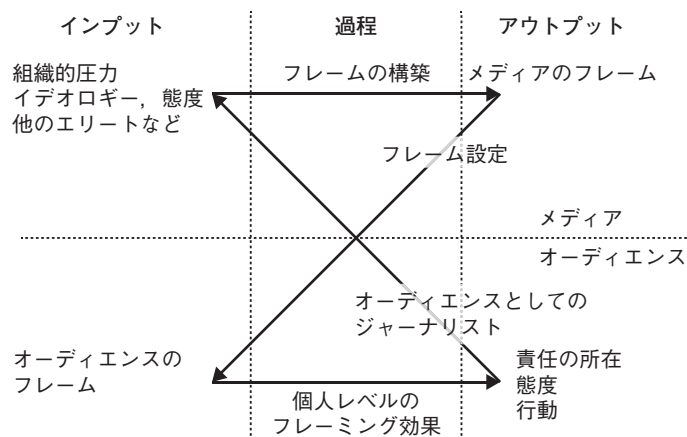 インプット
過程
アウトプット
組織的圧力
イデオロギー，態度
他のエリートなど
フレームの構築
メディアのフレーム
フレーム設定
メディア
オーディエンス
オーディエンスとしての
ジャーナリスト
オーディエンスの
フレーム
責任の所在
態度
行動
個人レベルの
フレーミング効果